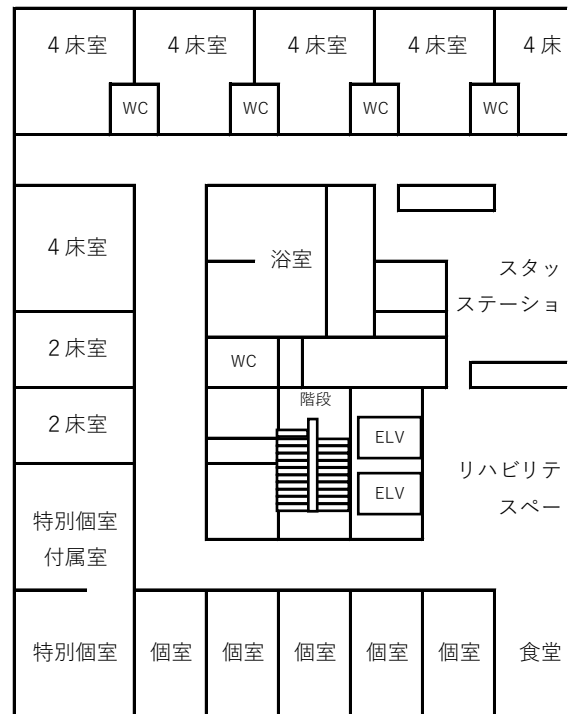 4床室
4床室
4床室
4床室
4床
WC
WC
WC
WC
4床室
浴室
スタッ
ステーショ
2床室
WC
階段
2床室
ELV
ELV
リハビリテ
スペー
特別個室
付属室
特別個室
個室
個室
個室
個室
個室
食堂